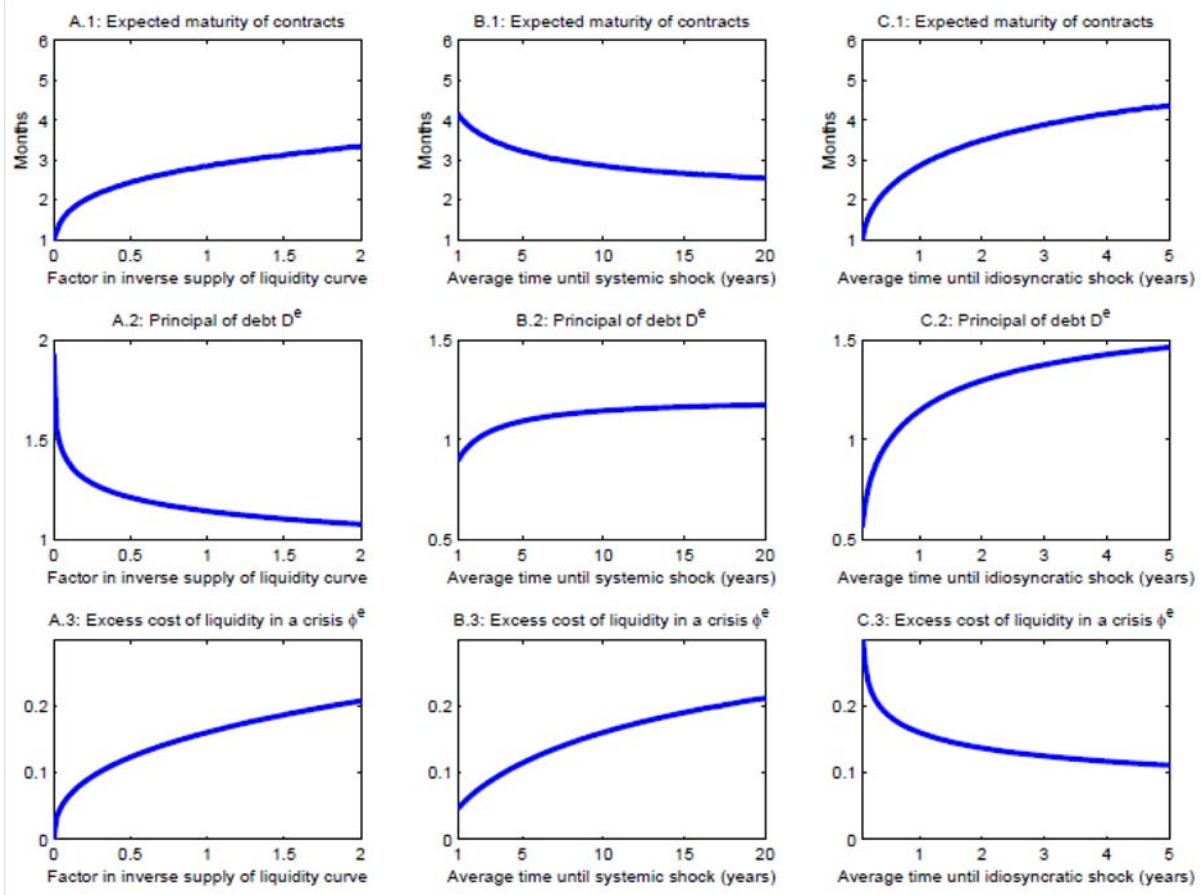 A.1: Expected maturity of contracts
6
5
4
3
2
1
Months
0 0.5 1 1.5 2
Factor in inverse supply of liquidity curve
B.1: Expected maturity of contracts
6
5
4
3
2
1
Months
1 5 10 15 20
Average time until systemic shock (years)
C.1: Expected maturity of contracts
6
5
4
3
2
1
Months
1 2 3 4 5
Average time until idiosyncratic shock (years)
A.2: Principal of debt D^e
2
1.5
1
0 0.5 1 1.5 2
Factor in inverse supply of liquidity curve
B.2: Principal of debt D^e
1.5
1
0.5
1 5 10 15 20
Average time until systemic shock (years)
C.2: Principal of debt D^e
1.5
1
0.5
1 2 3 4 5
Average time until idiosyncratic shock (years)
A.3: Excess cost of liquidity in a crisis ϕ^e
0.2
0.1
0
0 0.5 1 1.5 2
Factor in inverse supply of liquidity curve
B.3: Excess cost of liquidity in a crisis ϕ^e
0.2
0.1
0
1 5 10 15 20
Average time until systemic shock (years)
C.3: Excess cost of liquidity in a crisis ϕ^e
0.2
0.1
0
1 2 3 4 5
Average time until idiosyncratic shock (years)